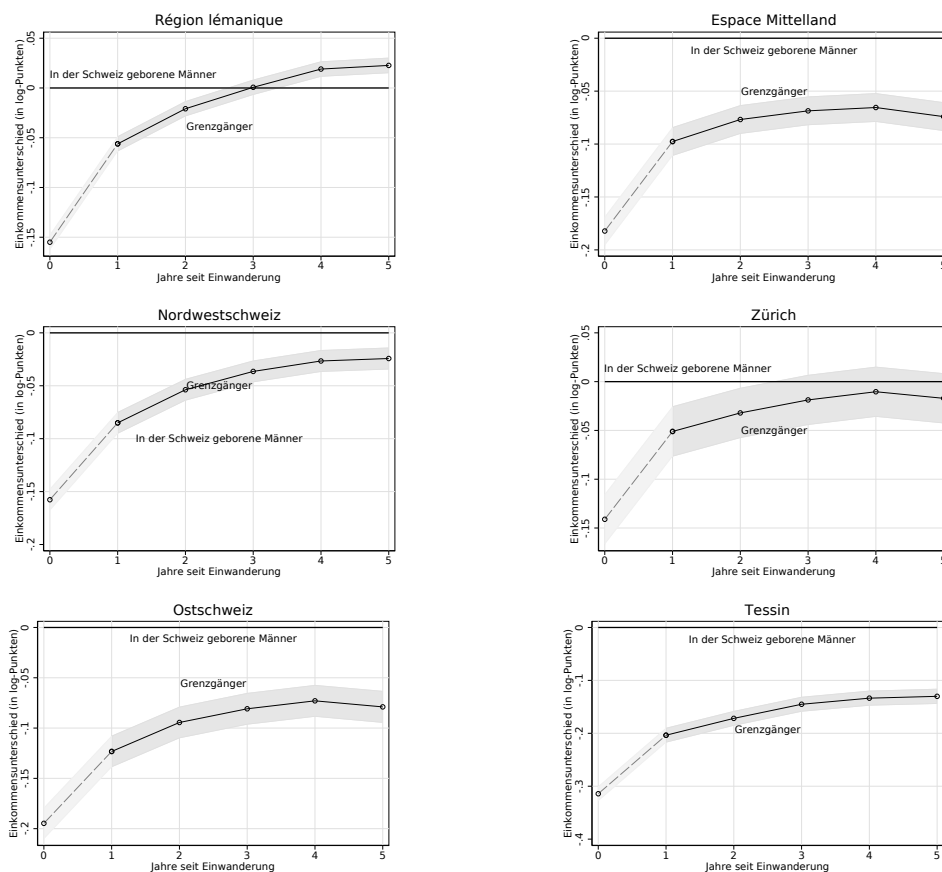 Région lémanique
Einkommensunterschied (in log-Punkten)
.05
0
-.05
-.1
-.15
In der Schweiz geborene Männer
Grenzgänger
0 1 2 3 4 5
Jahre seit Einwanderung
Espace Mittelland
Einkommensunterschied (in log-Punkten)
0
-.05
-.1
-.15
-.2
In der Schweiz geborene Männer
Grenzgänger
0 1 2 3 4 5
Jahre seit Einwanderung
Nordwestschweiz
Einkommensunterschied (in log-Punkten)
0
-.05
-.1
-.15
-.2
Grenzgänger
In der Schweiz geborene Männer
0 1 2 3 4 5
Jahre seit Einwanderung
Zürich
Einkommensunterschied (in log-Punkten)
.05
0
-.05
-.1
-.15
In der Schweiz geborene Männer
Grenzgänger
0 1 2 3 4 5
Jahre seit Einwanderung
Ostschweiz
Einkommensunterschied (in log-Punkten)
0
-.05
-.1
-.15
-.2
In der Schweiz geborene Männer
Grenzgänger
0 1 2 3 4 5
Jahre seit Einwanderung
Tessin
Einkommensunterschied (in log-Punkten)
0
-.1
-.2
-.3
-.4
In der Schweiz geborene Männer
Grenzgänger
0 1 2 3 4 5
Jahre seit Einwanderung